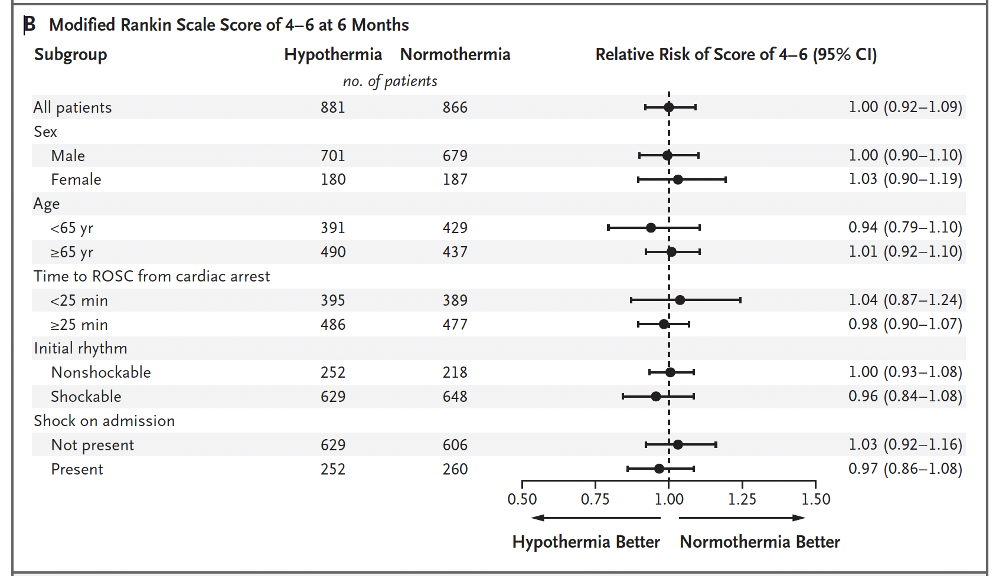 B Modified Rankin Scale Score of 4–6 at 6 Months
Subgroup Hypothermia Normothermia Relative Risk of Score of 4–6 (95% CI)
no. of patients
All patients 881 866 1.00 (0.92–1.09)
Sex
Male 701 679 1.00 (0.90–1.10)
Female 180 187 1.03 (0.90–1.19)
Age
<65 yr 391 429 0.94 (0.79–1.10)
≥65 yr 490 437 1.01 (0.92–1.10)
Time to ROSC from cardiac arrest
<25 min 395 389 1.04 (0.87–1.24)
≥25 min 486 477 0.98 (0.90–1.07)
Initial rhythm
Nonshockable 252 218 1.00 (0.93–1.08)
Shockable 629 648 0.96 (0.84–1.08)
Shock on admission
Not present 629 606 1.03 (0.92–1.16)
Present 252 260 0.97 (0.86–1.08)
0.50 0.75 1.00 1.25 1.50
Hypothermia Better Normothermia Better